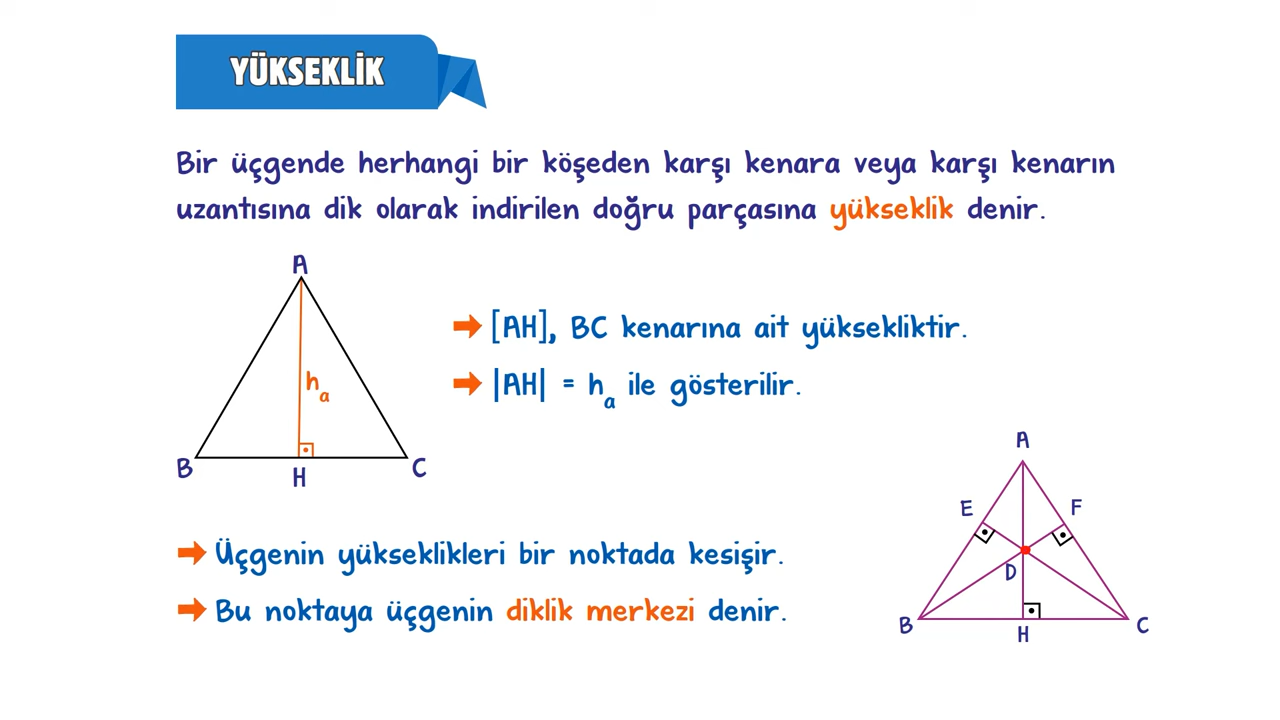 YÜKSEKLİK
Bir üçgende herhangi bir köşeden karşı kenara veya karşı kenarın
uzantısına dik olarak indirilen doğru parçasına yükseklik denir.
A
h_a
B
H
C
[AH], BC kenarına ait yüksekliktir.
|AH| = h_a ile gösterilir.
Üçgenin yükseklikleri bir noktada kesişir.
Bu noktaya üçgenin diklik merkezi denir.
A
E
F
D
B
H
C